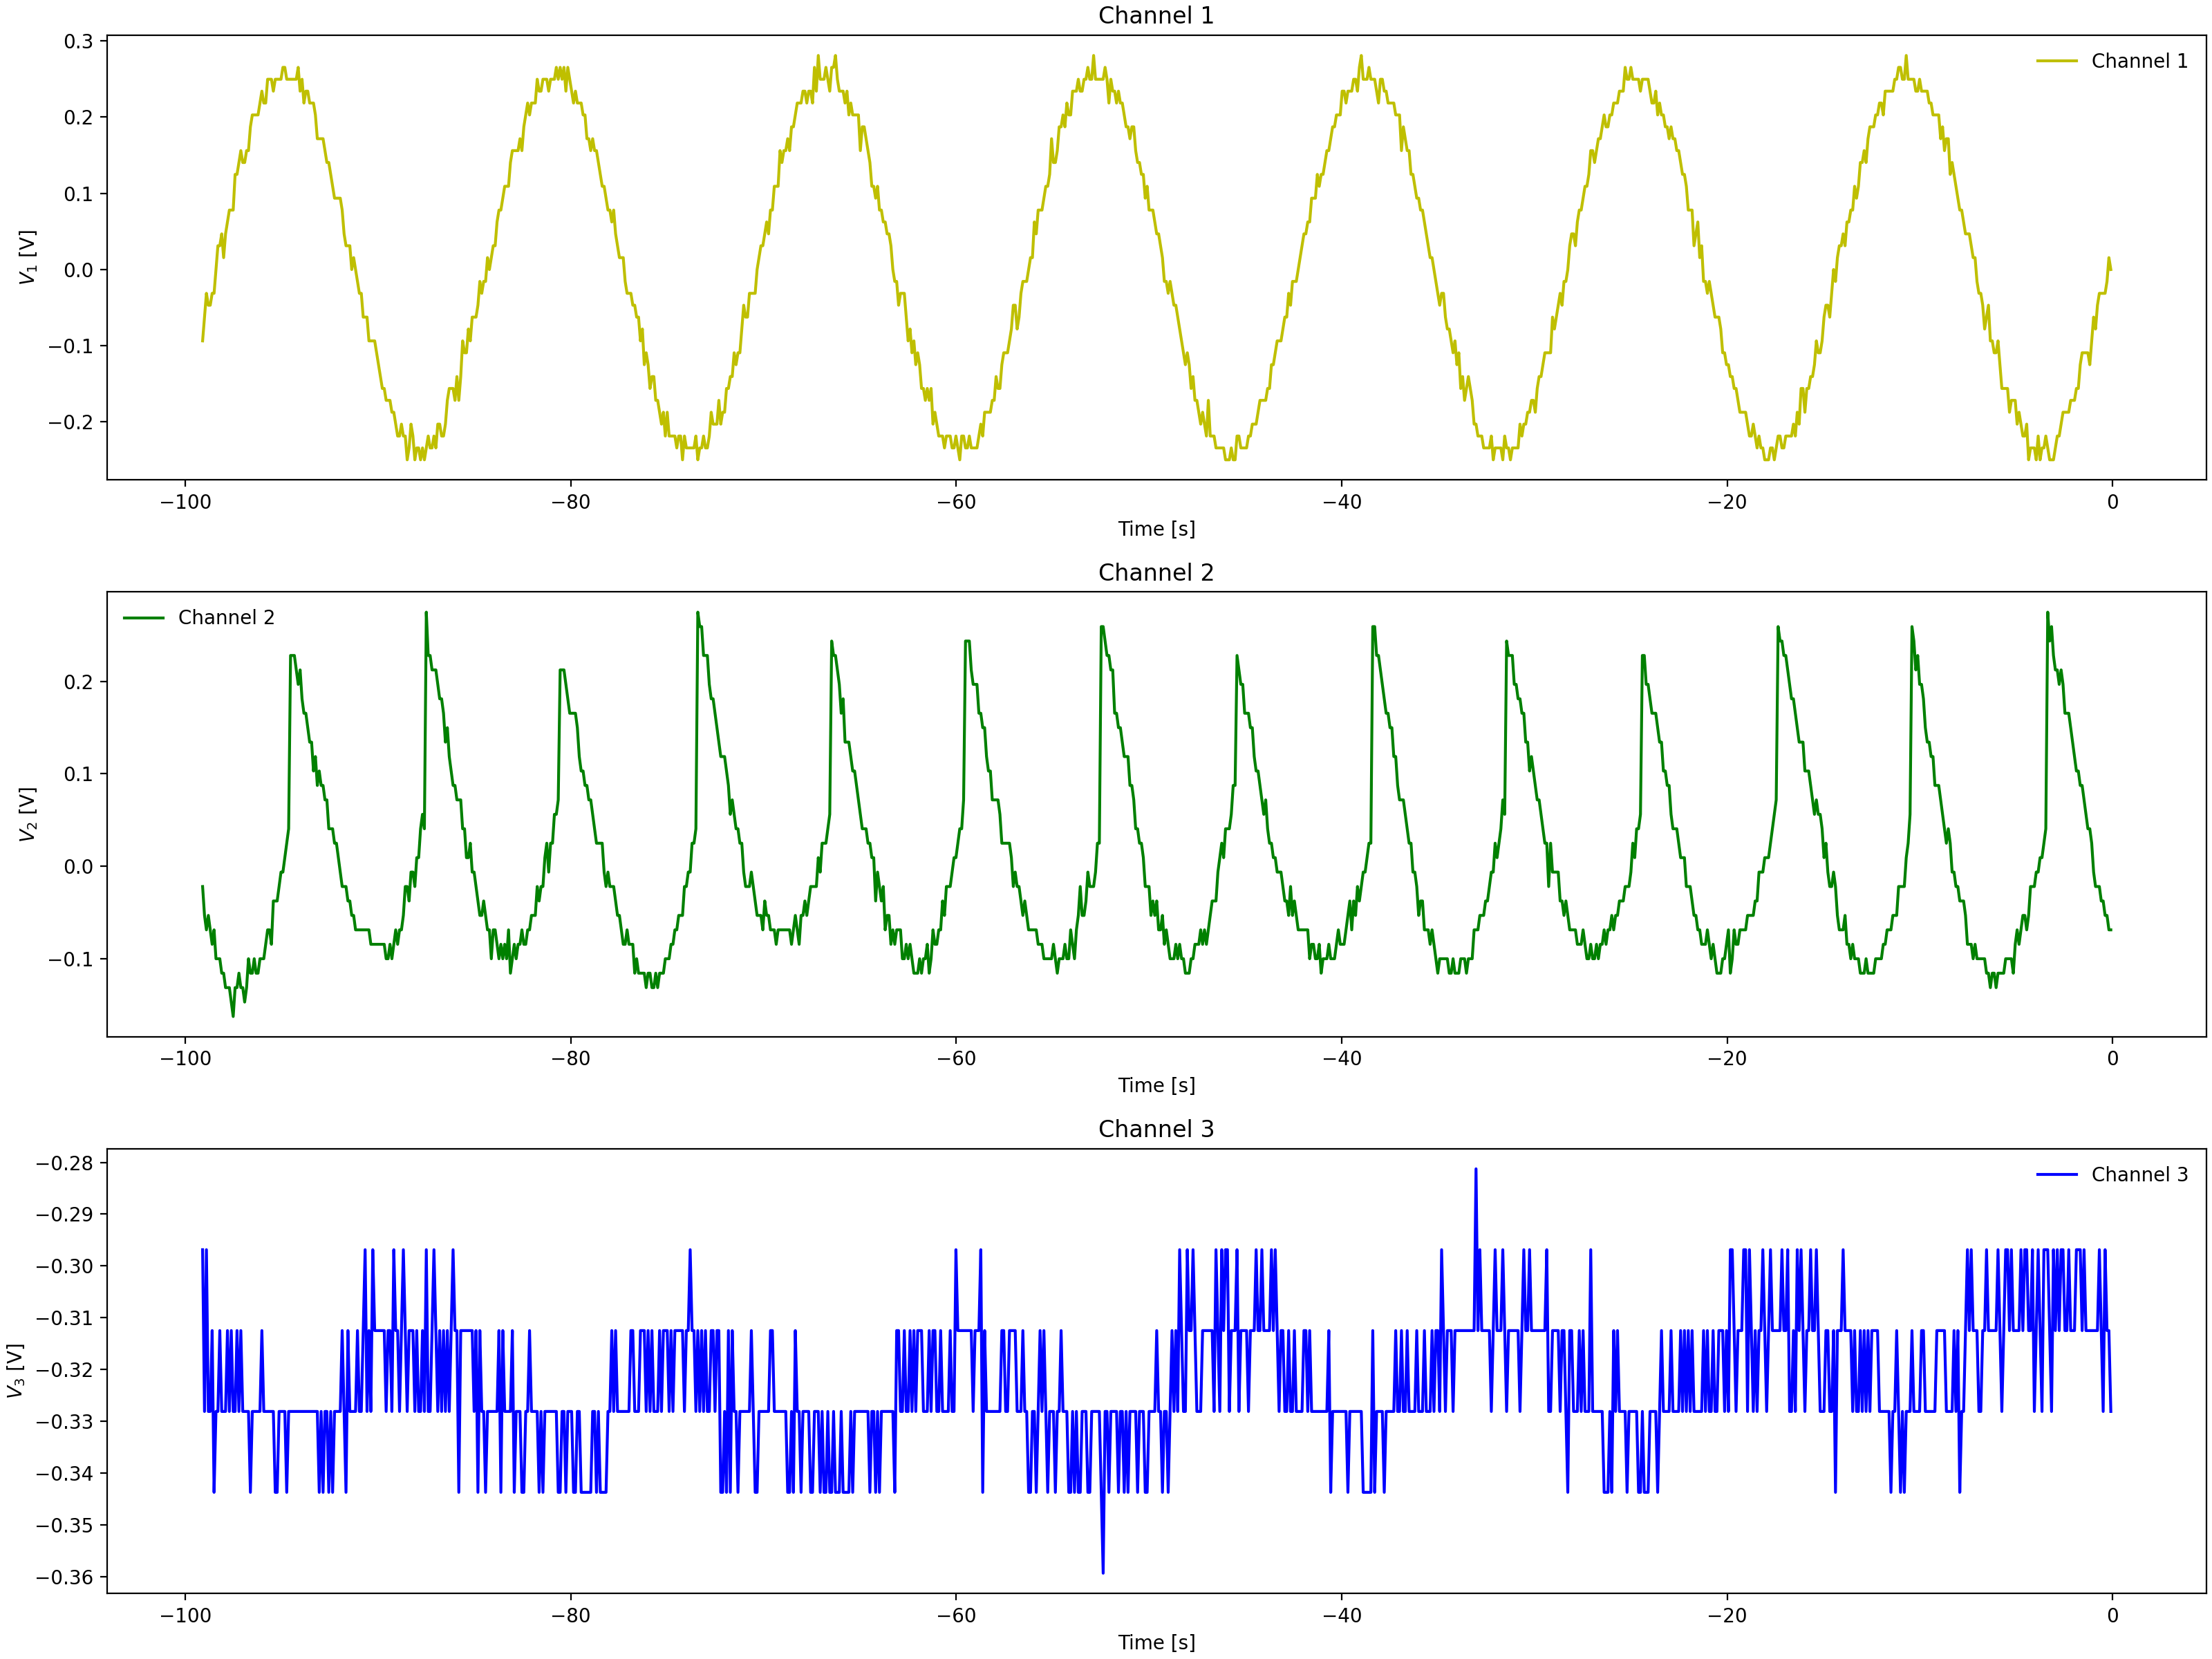 Channel 1
0.3
0.2
0.1
0.0
−0.1
−0.2
V1 [V]
Channel 1
−100 −80 −60 −40 −20 0
Time [s]
Channel 2
0.2
0.1
0.0
−0.1
V2 [V]
Channel 2
−100 −80 −60 −40 −20 0
Time [s]
Channel 3
−0.28
−0.29
−0.30
−0.31
−0.32
−0.33
−0.34
−0.35
−0.36
V3 [V]
Channel 3
−100 −80 −60 −40 −20 0
Time [s]